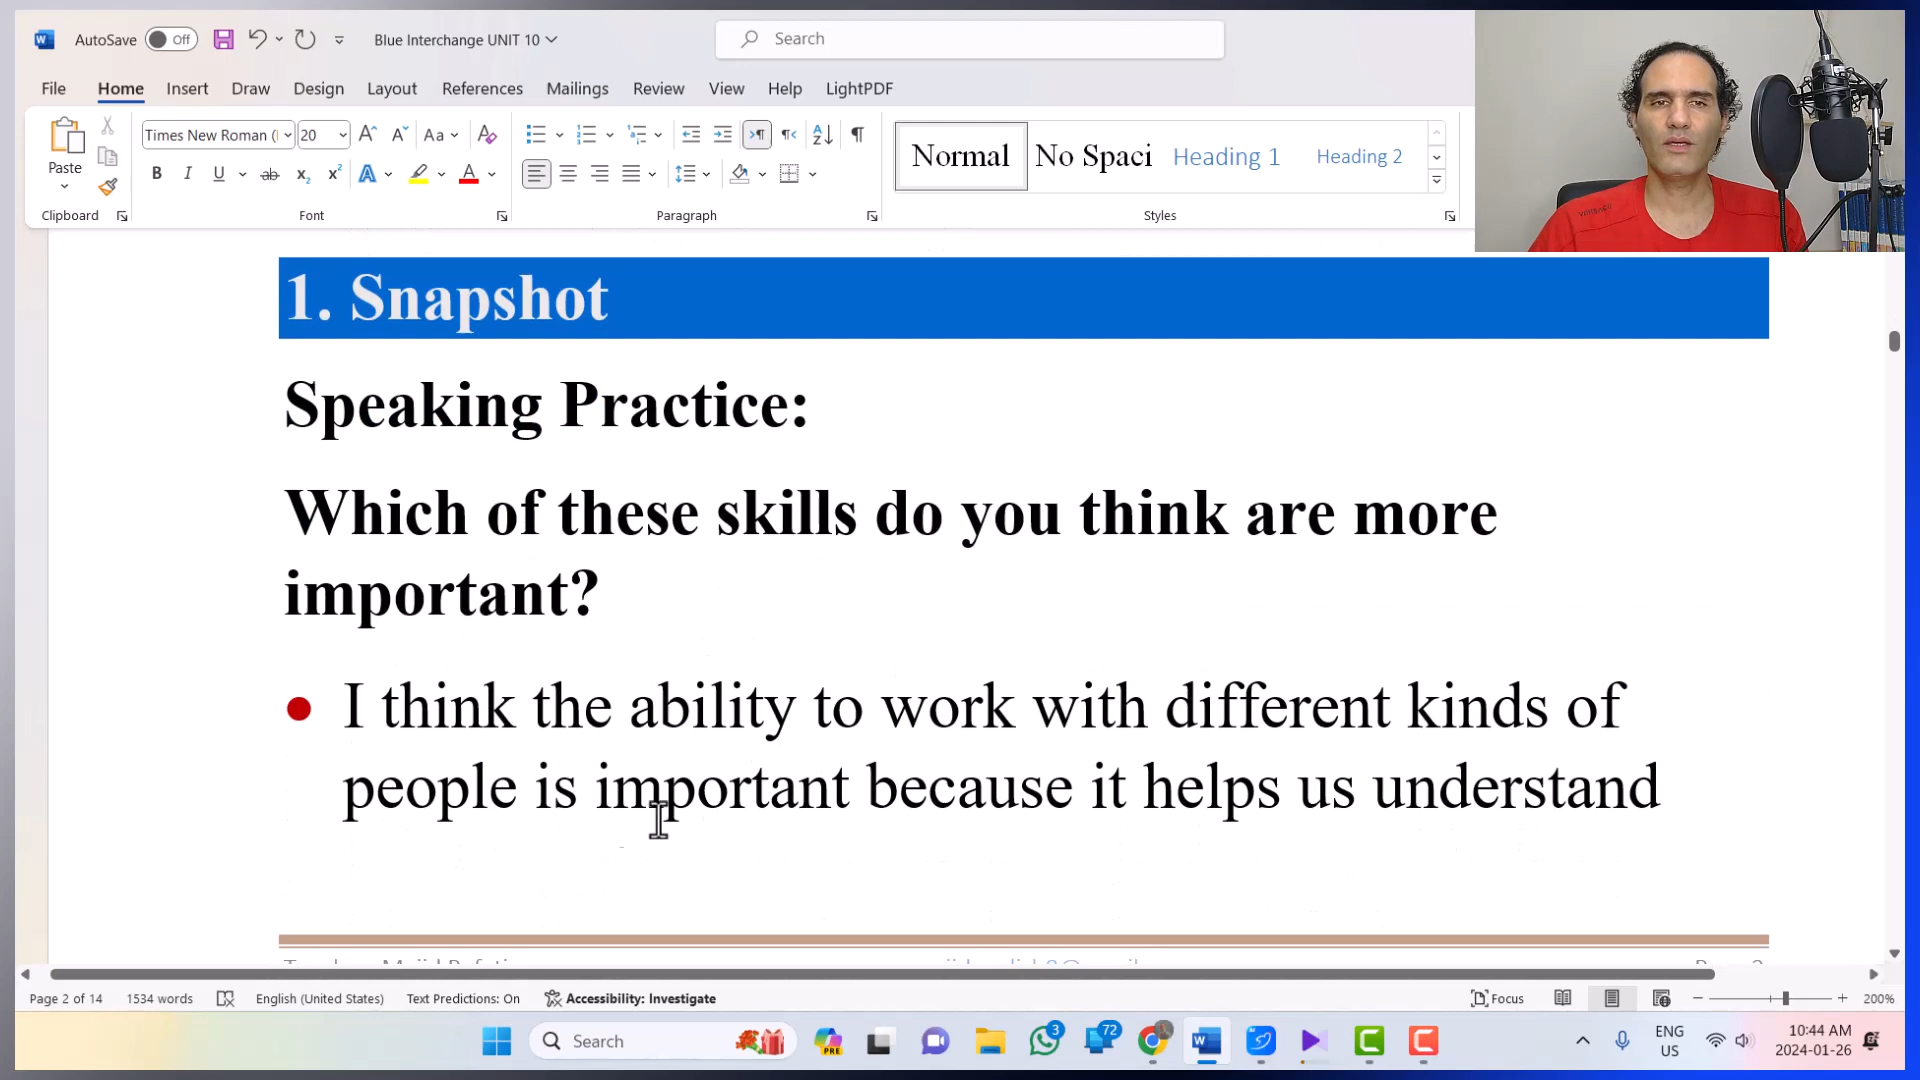 AutoSave Off Blue Interchange UNIT 10 Search
File Home Insert Draw Design Layout References Mailings Review View Help LightPDF
Times New Roman ( 20
Paste
Normal No Spaci Heading 1 Heading 2
Clipboard Font Paragraph Styles
VERSACE
1. Snapshot
Speaking Practice:
Which of these skills do you think are more
important?
I think the ability to work with different kinds of
people is important because it helps us understand
Page 2 of 14 1534 words English (United States) Text Predictions: On Accessibility: Investigate Focus 200%
Search PRE 3 72 ENG
US
10:44 AM
2024-01-26